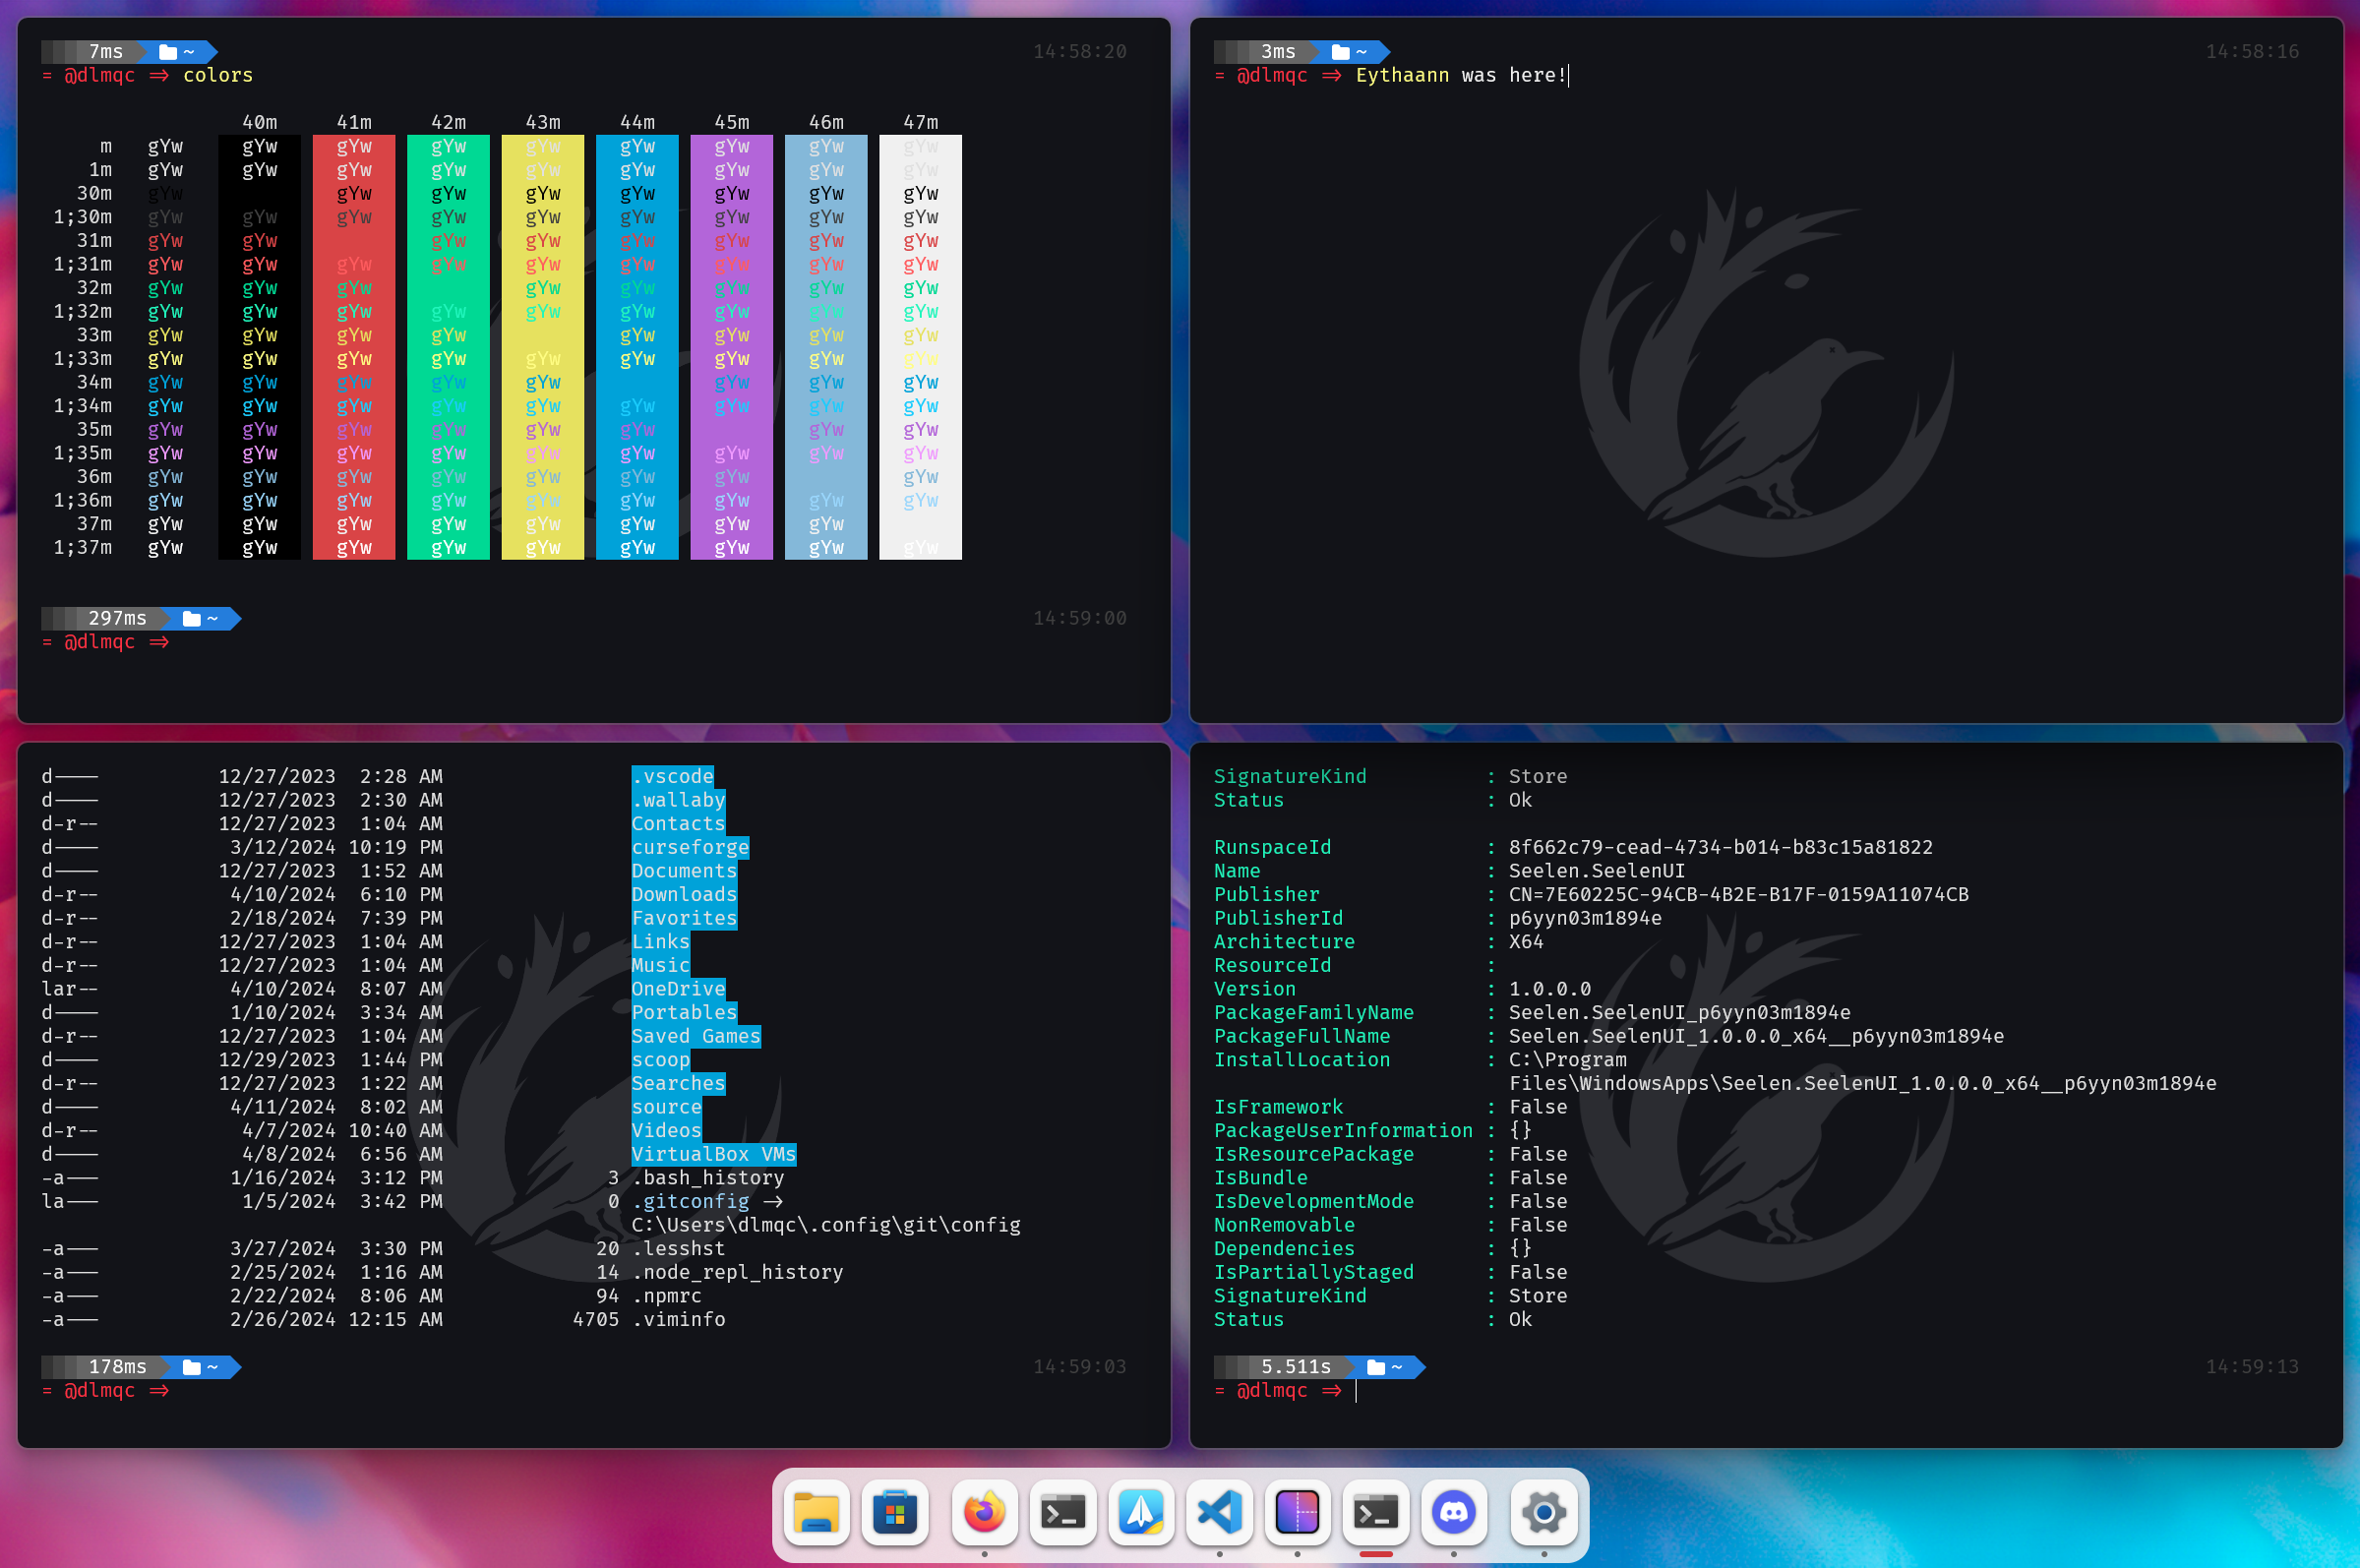 7ms ~ 14:58:20
= @dlmqc => colors
40m 41m 42m 43m 44m 45m 46m 47m
m gYw gYw gYw gYw gYw gYw gYw gYw gYw
1m gYw gYw gYw gYw gYw gYw gYw gYw gYw
30m gYw gYw gYw gYw gYw gYw gYw gYw
1;30m gYw gYw gYw gYw gYw gYw gYw gYw gYw
31m gYw gYw gYw gYw gYw gYw gYw gYw
1;31m gYw gYw gYw gYw gYw gYw gYw gYw gYw
32m gYw gYw gYw gYw gYw gYw gYw gYw
1;32m gYw gYw gYw gYw gYw gYw gYw gYw gYw
33m gYw gYw gYw gYw gYw gYw gYw gYw
1;33m gYw gYw gYw gYw gYw gYw gYw gYw gYw
34m gYw gYw gYw gYw gYw gYw gYw gYw
1;34m gYw gYw gYw gYw gYw gYw gYw gYw gYw
35m gYw gYw gYw gYw gYw gYw gYw gYw
1;35m gYw gYw gYw gYw gYw gYw gYw gYw gYw
36m gYw gYw gYw gYw gYw gYw gYw gYw
1;36m gYw gYw gYw gYw gYw gYw gYw gYw gYw
37m gYw gYw gYw gYw gYw gYw gYw gYw
1;37m gYw gYw gYw gYw gYw gYw gYw gYw gYw
297ms ~ 14:59:00
= @dlmqc =>
3ms ~ 14:58:16
= @dlmqc => Eythaann was here!
d---- 12/27/2023 2:28 AM .vscode
d---- 12/27/2023 2:30 AM .wallaby
d-r-- 12/27/2023 1:04 AM Contacts
d---- 3/12/2024 10:19 PM curseforge
d---- 12/27/2023 1:52 AM Documents
d-r-- 4/10/2024 6:10 PM Downloads
d-r-- 2/18/2024 7:39 PM Favorites
d-r-- 12/27/2023 1:04 AM Links
d-r-- 12/27/2023 1:04 AM Music
lar-- 4/10/2024 8:07 AM OneDrive
d---- 1/10/2024 3:34 AM Portables
d-r-- 12/27/2023 1:04 AM Saved Games
d---- 12/29/2023 1:44 PM scoop
d-r-- 12/27/2023 1:22 AM Searches
d---- 4/11/2024 8:02 AM source
d-r-- 4/7/2024 10:40 AM Videos
d---- 4/8/2024 6:56 AM VirtualBox VMs
-a--- 1/16/2024 3:12 PM 3 .bash_history
la--- 1/5/2024 3:42 PM 0 .gitconfig ->
C:\Users\dlmqc\.config\git\config
-a--- 3/27/2024 3:30 PM 20 .lesshst
-a--- 2/25/2024 1:16 AM 14 .node_repl_history
-a--- 2/22/2024 8:06 AM 94 .npmrc
-a--- 2/26/2024 12:15 AM 4705 .viminfo
178ms ~ 14:59:03
= @dlmqc =>
SignatureKind : Store
Status : Ok
RunspaceId : 8f662c79-cead-4734-b014-b83c15a81822
Name : Seelen.SeelenUI
Publisher : CN=7E60225C-94CB-4B2E-B17F-0159A11074CB
PublisherId : p6yyn03m1894e
Architecture : X64
ResourceId :
Version : 1.0.0.0
PackageFamilyName : Seelen.SeelenUI_p6yyn03m1894e
PackageFullName : Seelen.SeelenUI_1.0.0.0_x64__p6yyn03m1894e
InstallLocation : C:\Program
Files\WindowsApps\Seelen.SeelenUI_1.0.0.0_x64__p6yyn03m1894e
IsFramework : False
PackageUserInformation : {}
IsResourcePackage : False
IsBundle : False
IsDevelopmentMode : False
NonRemovable : False
Dependencies : {}
IsPartiallyStaged : False
SignatureKind : Store
Status : Ok
5.511s ~ 14:59:13
= @dlmqc =>